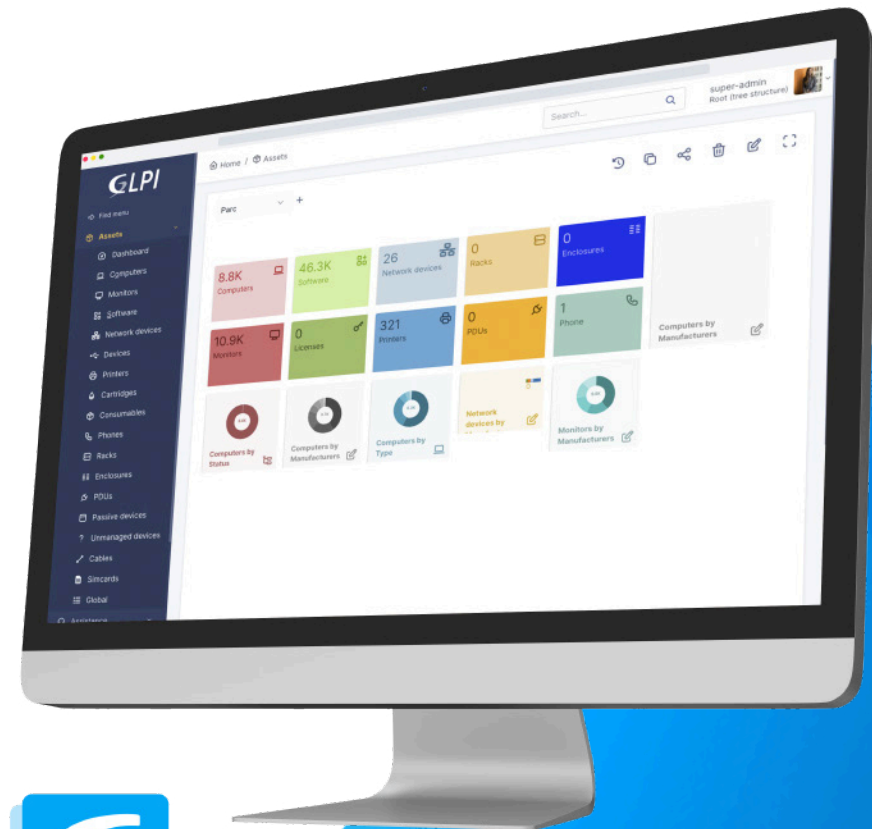 Search...
super-admin
Root (tree structure)
GLPI
Home / Assets
Find menu
Parc
+
Assets
Dashboard
Computers
Monitors
Software
Network devices
Devices
Printers
Cartridges
Consumables
Phones
Racks
Enclosures
PDUs
Passive devices
Unmanaged devices
Cables
Simcards
Global
Assistance
8.8K
Computers
46.3K
Software
26
Network devices
0
Racks
0
Enclosures
10.9K
Monitors
0
Licenses
321
Printers
0
PDUs
1
Phone
Computers by
Manufacturers
Computers by
Status
Computers by
Manufacturers
Computers by
Type
Network
devices by
Monitors by
Manufacturers